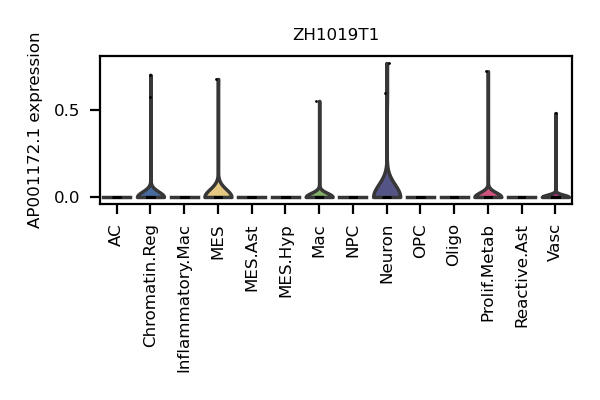 ZH1019T1
AP001172.1 expression
0.5
0.0
AC
Chromatin.Reg
Inflammatory.Mac
MES
MES.Ast
MES.Hyp
Mac
NPC
Neuron
OPC
Oligo
Prolif.Metab
Reactive.Ast
Vasc